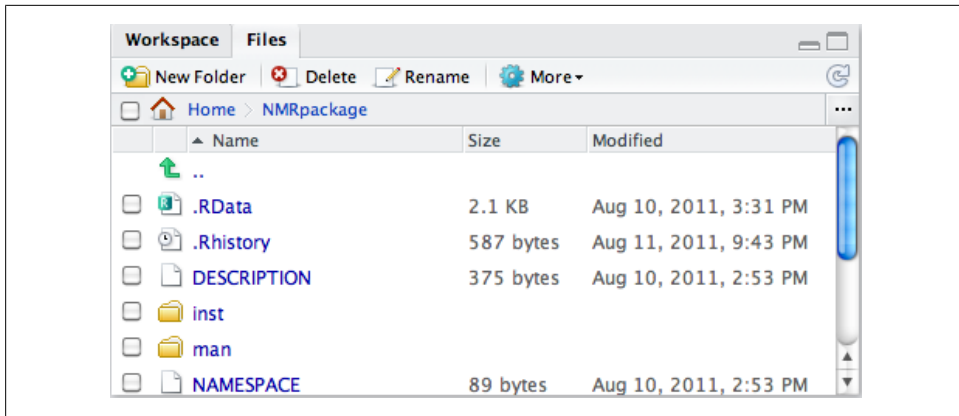 Workspace Files
New Folder Delete Rename More
Home > NMRpackage ...
Name Size Modified
..
.RData 2.1 KB Aug 10, 2011, 3:31 PM
.Rhistory 587 bytes Aug 11, 2011, 9:43 PM
DESCRIPTION 375 bytes Aug 10, 2011, 2:53 PM
inst
man
NAMESPACE 89 bytes Aug 10, 2011, 2:53 PM